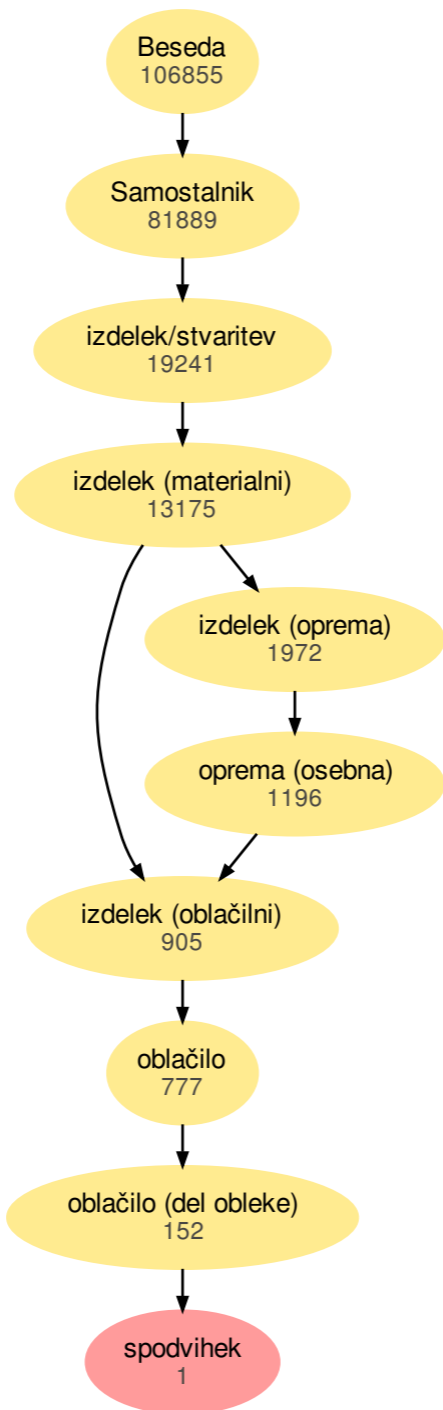 Beseda
106855
Samostalnik
81889
izdelek/stvaritev
19241
izdelek (materialni)
13175
izdelek (oprema)
1972
oprema (osebna)
1196
izdelek (oblačilni)
905
oblačilo
777
oblačilo (del obleke)
152
spodvihek
1